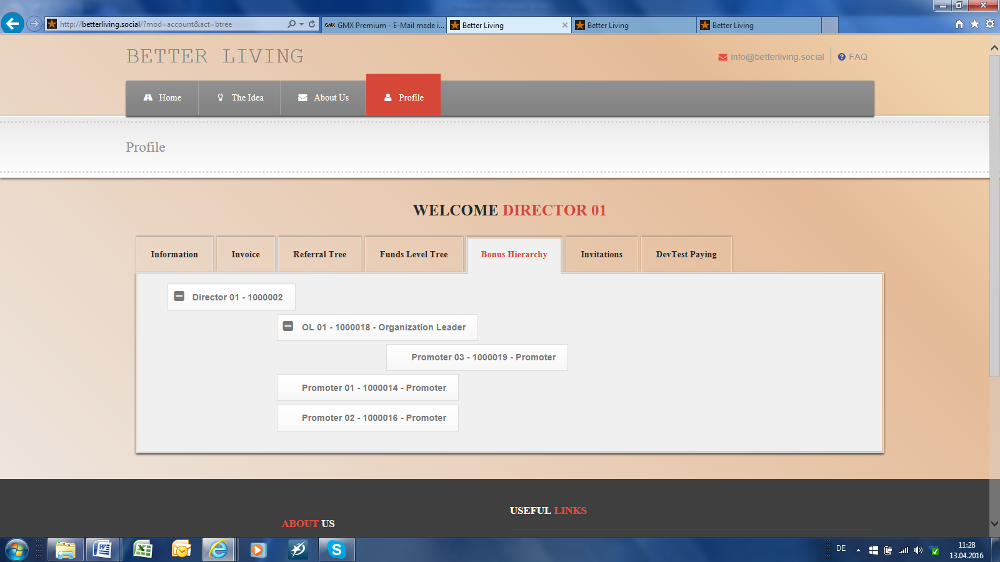 http://betterliving.social/?mod=account&act=btree
GMX GMX Premium - E-Mail made i...
Better Living
Better Living
Better Living
BETTER LIVING
info@betterliving.social
FAQ
Home
The Idea
About Us
Profile
Profile
WELCOME DIRECTOR 01
Information
Invoice
Referral Tree
Funds Level Tree
Bonus Hierarchy
Invitations
DevTest Paying
Director 01 - 1000002
OL 01 - 1000018 - Organization Leader
Promoter 03 - 1000019 - Promoter
Promoter 01 - 1000014 - Promoter
Promoter 02 - 1000016 - Promoter
USEFUL LINKS
ABOUT US
DE
11:28
13.04.2016